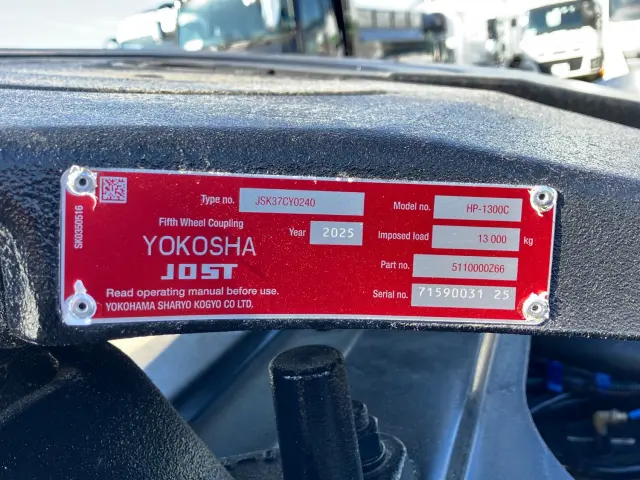 SK0350516
Type no. JSK37CY0240
Model no. HP-1300C
Fifth Wheel Coupling
Year 2025
Imposed load 13 000 kg
YOKOSHA
JOST
Part no. 5110000Z66
Read operating manual before use.
Serial no. 71590031 25
YOKOHAMA SHARYO KOGYO CO LTD.